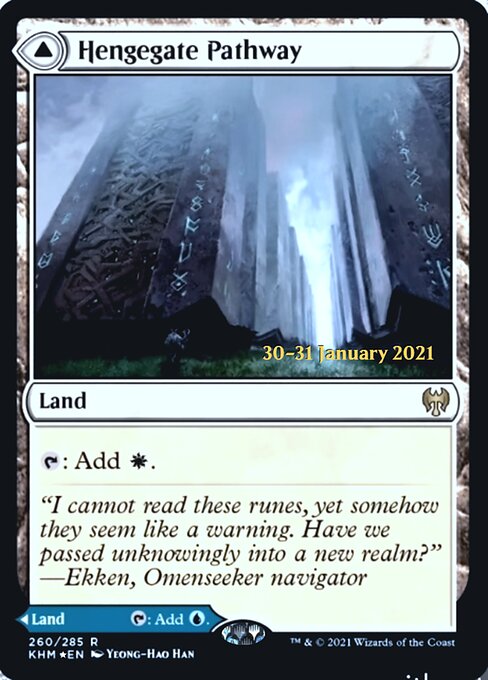 Hengegate Pathway
30–31 January 2021
Land
: Add .
“I cannot read these runes, yet somehow
they seem like a warning. Have we
passed unknowingly into a new realm?”
—Ekken, Omenseeker navigator
Land : Add .
260/285 R
KHM★EN Yeong-Hao Han
™ & © 2021 Wizards of the Coast